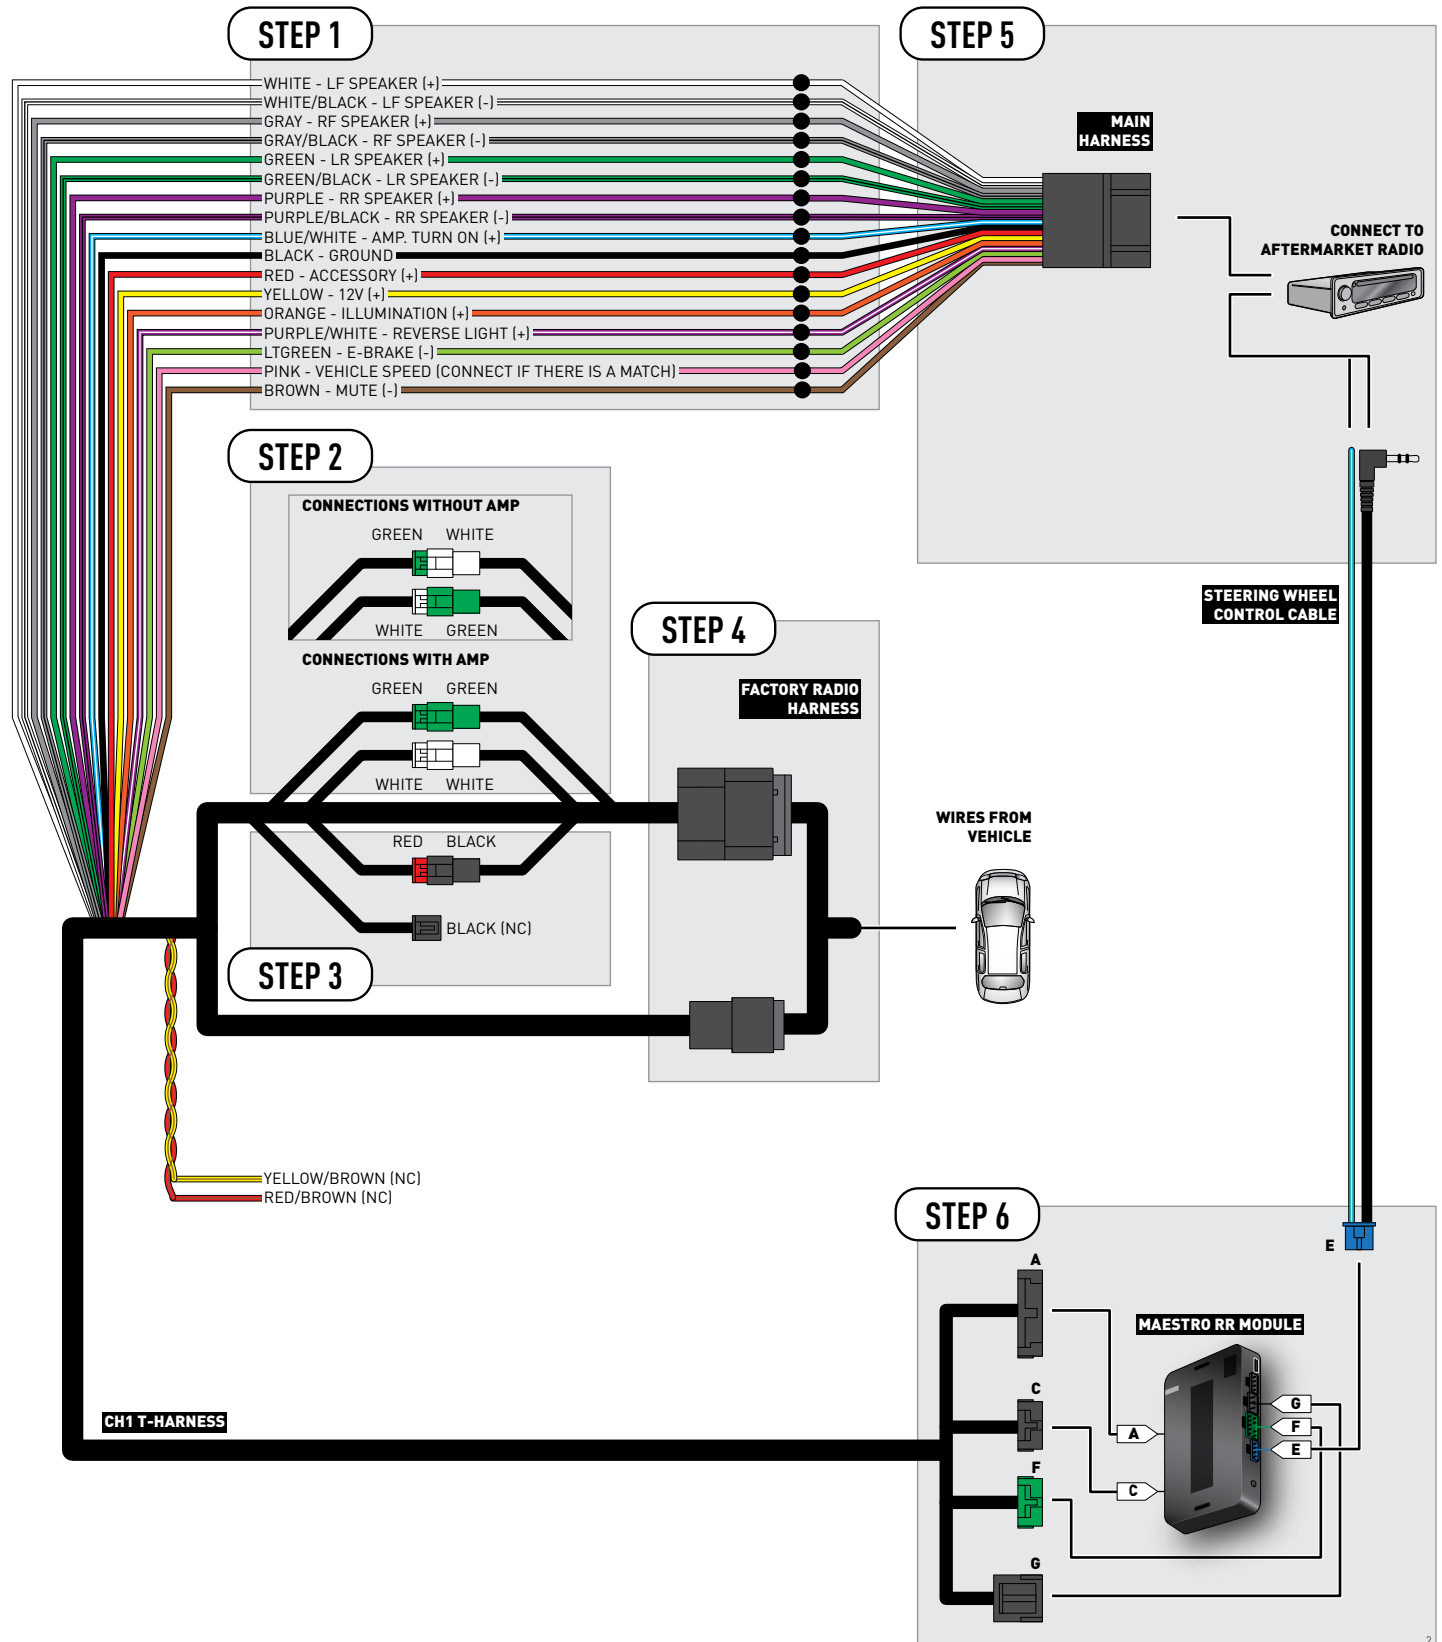 STEP 1
WHITE - LF SPEAKER (+)
WHITE/BLACK - LF SPEAKER (-)
GRAY - RF SPEAKER (+)
GRAY/BLACK - RF SPEAKER (-)
GREEN - LR SPEAKER (+)
GREEN/BLACK - LR SPEAKER (-)
PURPLE - RR SPEAKER (+)
PURPLE/BLACK - RR SPEAKER (-)
BLUE/WHITE - AMP. TURN ON (+)
BLACK - GROUND
RED - ACCESSORY (+)
YELLOW - 12V (+)
ORANGE - ILLUMINATION (+)
PURPLE/WHITE - REVERSE LIGHT (+)
LTGREEN - E-BRAKE (-)
PINK - VEHICLE SPEED (CONNECT IF THERE IS A MATCH)
BROWN - MUTE (-)
STEP 5
MAIN
HARNESS
CONNECT TO
AFTERMARKET RADIO
STEERING WHEEL
CONTROL CABLE
STEP 2
CONNECTIONS WITHOUT AMP
GREEN WHITE
WHITE GREEN
CONNECTIONS WITH AMP
GREEN GREEN
WHITE WHITE
RED BLACK
BLACK (NC)
STEP 3
STEP 4
FACTORY RADIO
HARNESS
WIRES FROM
VEHICLE
YELLOW/BROWN (NC)
RED/BROWN (NC)
CH1 T-HARNESS
STEP 6
E
A
C
F
G
MAESTRO RR MODULE
A
C
G
F
E
2